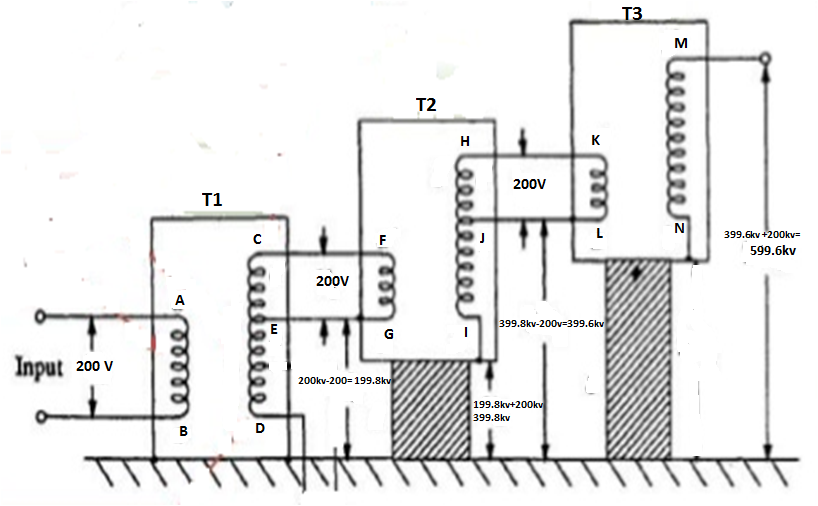 T3
M
T2
H
K
200V
T1
J
L
N
399.6kv+200kv=
599.6kv
C
F
200V
A
E
G
I
399.8kv-200v=399.6kv
Input
200 V
200kv-200= 199.8kv
199.8kv+200kv
399.8kv
B
D